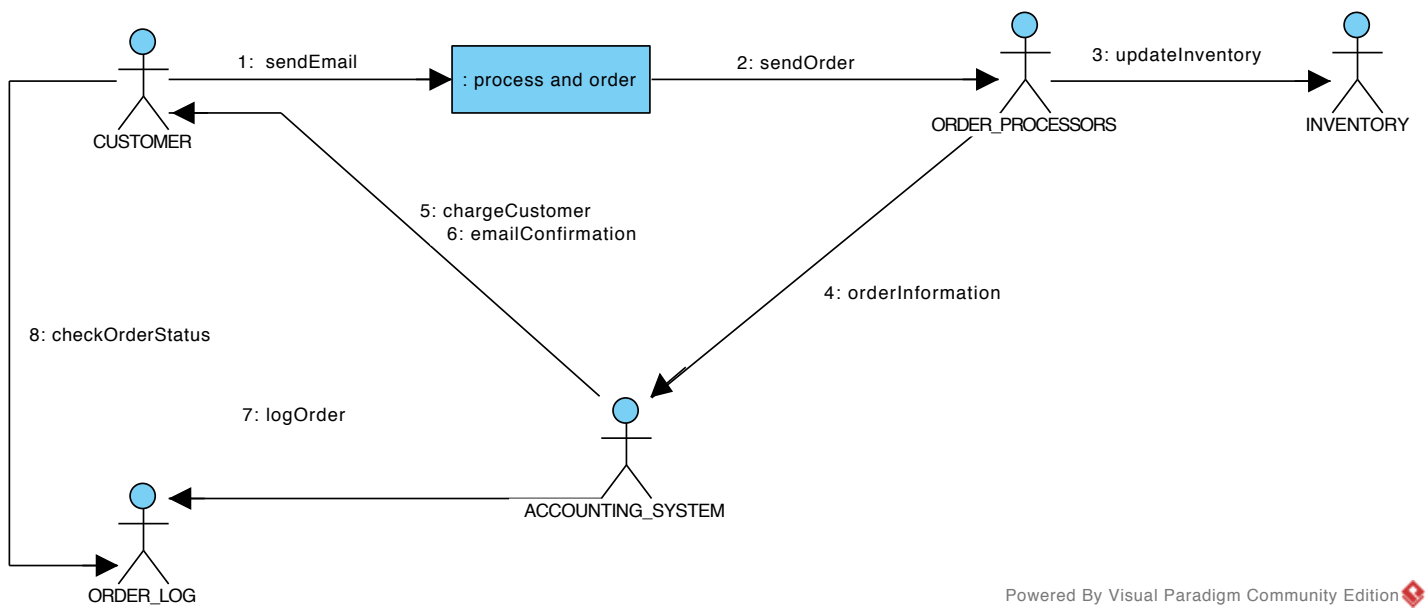 1: sendEmail
2: sendOrder
3: updateInventory
: process and order
CUSTOMER
ORDER_PROCESSORS
INVENTORY
5: chargeCustomer
6: emailConfirmation
4: orderInformation
8: checkOrderStatus
7: logOrder
ACCOUNTING_SYSTEM
ORDER_LOG
Powered By Visual Paradigm Community Edition